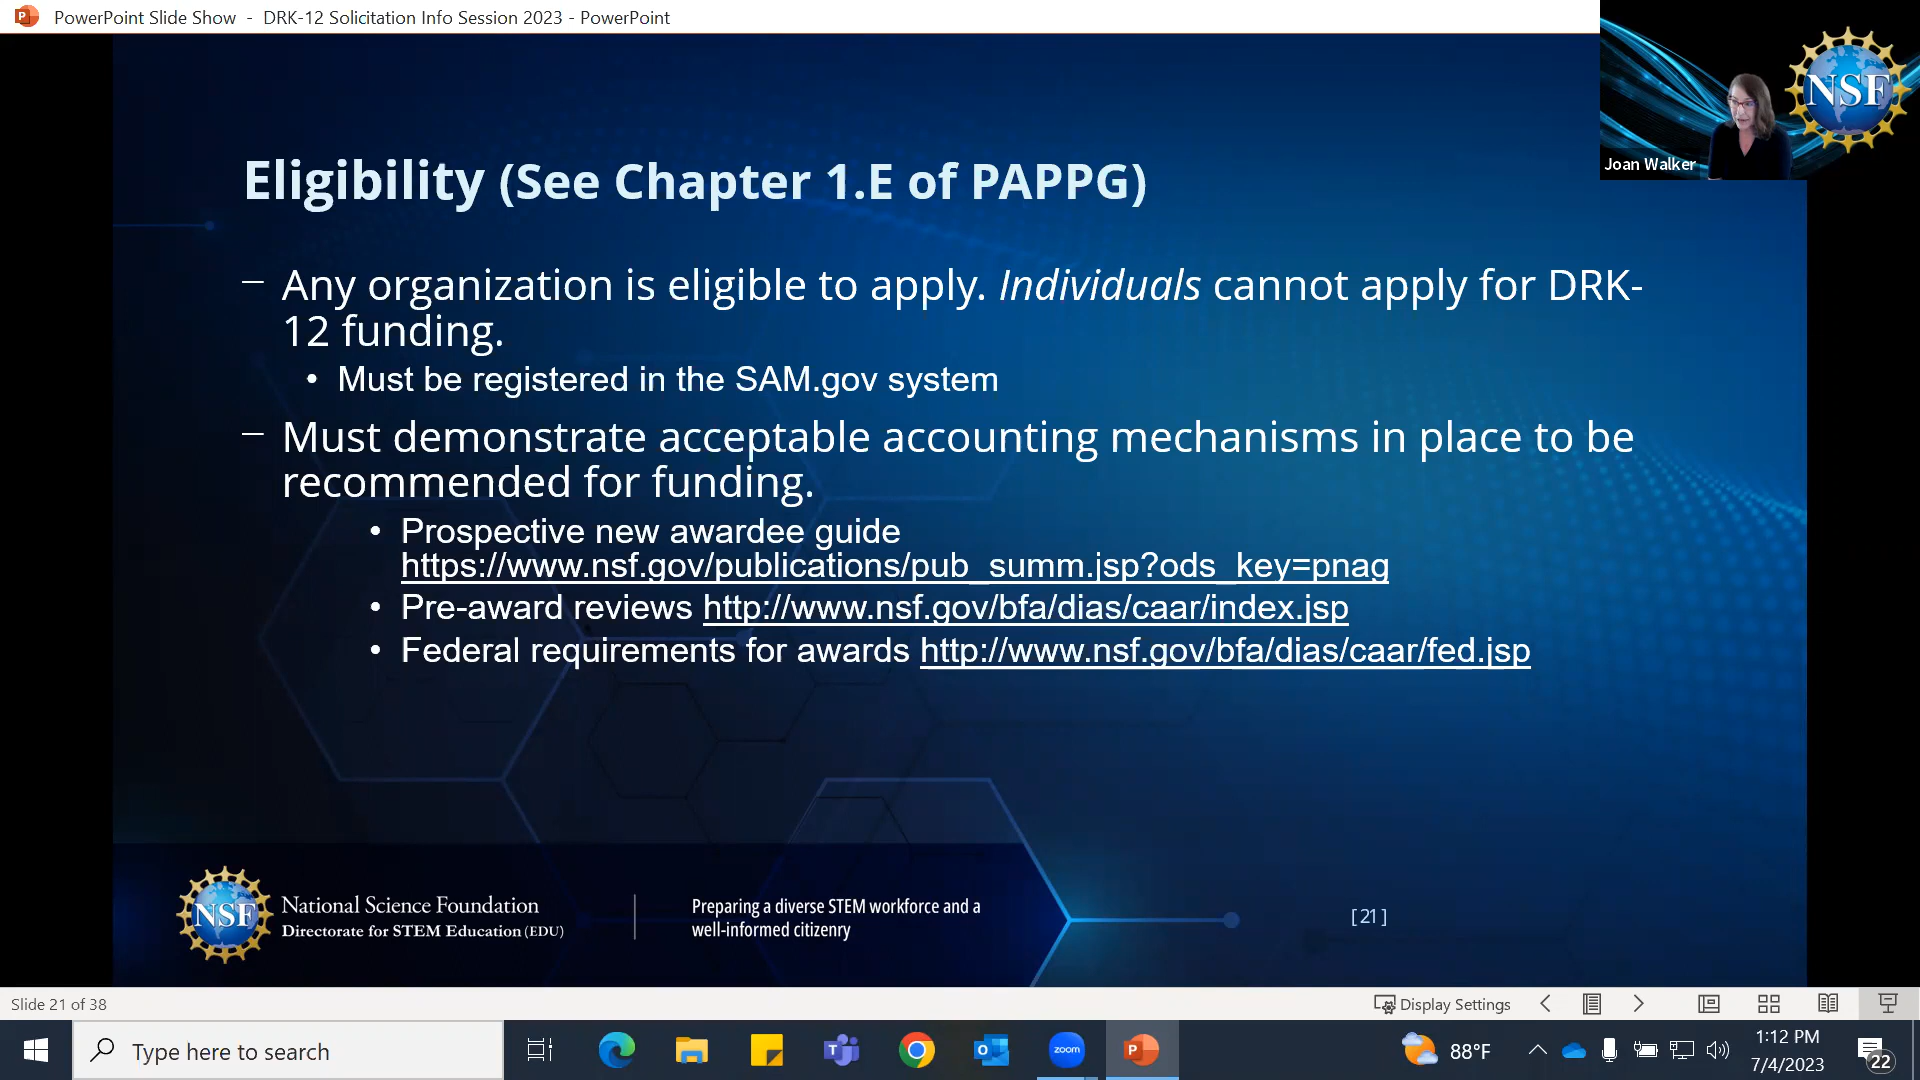 PowerPoint Slide Show - DRK-12 Solicitation Info Session 2023 - PowerPoint
NSF
Joan Walker
Eligibility (See Chapter 1.E of PAPPG)
– Any organization is eligible to apply. Individuals cannot apply for DRK-
12 funding.
• Must be registered in the SAM.gov system
– Must demonstrate acceptable accounting mechanisms in place to be
recommended for funding.
• Prospective new awardee guide
https://www.nsf.gov/publications/pub_summ.jsp?ods_key=pnag
• Pre-award reviews http://www.nsf.gov/bfa/dias/caar/index.jsp
• Federal requirements for awards http://www.nsf.gov/bfa/dias/caar/fed.jsp
NSF
National Science Foundation
Directorate for STEM Education (EDU)
Preparing a diverse STEM workforce and a
well-informed citizenry
[21]
Slide 21 of 38
Display Settings
Type here to search
zoom
88°F
1:12 PM
7/4/2023
22